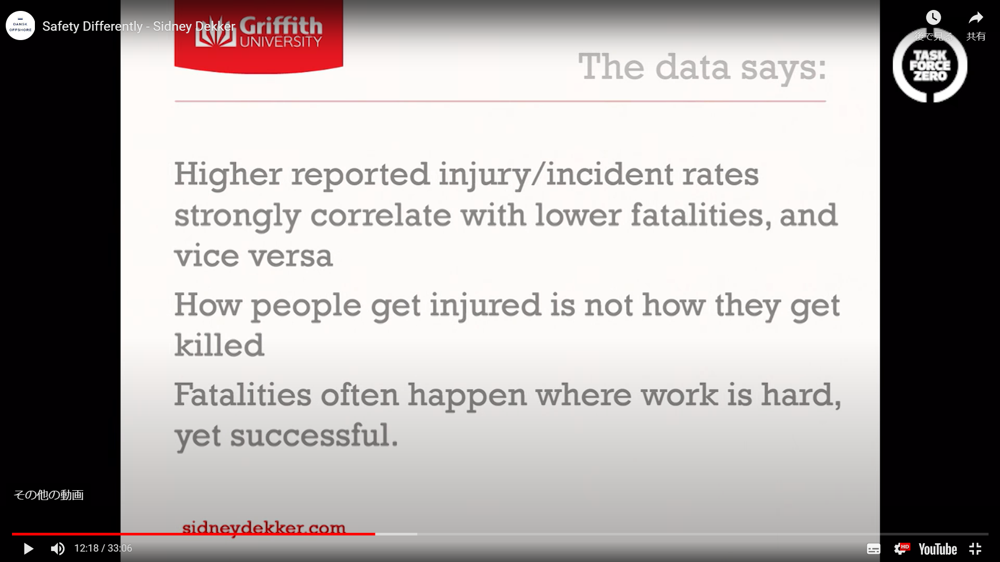 DANSK
OFFSHORE
Safety Differently - Sidney Dekker
Griffith
UNIVERSITY
後で見る
共有
TASK
FORCE
ZERO
The data says:
Higher reported injury/incident rates
strongly correlate with lower fatalities, and
vice versa
How people get injured is not how they get
killed
Fatalities often happen where work is hard,
yet successful.
その他の動画
sidneydekker.com
12:18 / 33:06
HD
YouTube